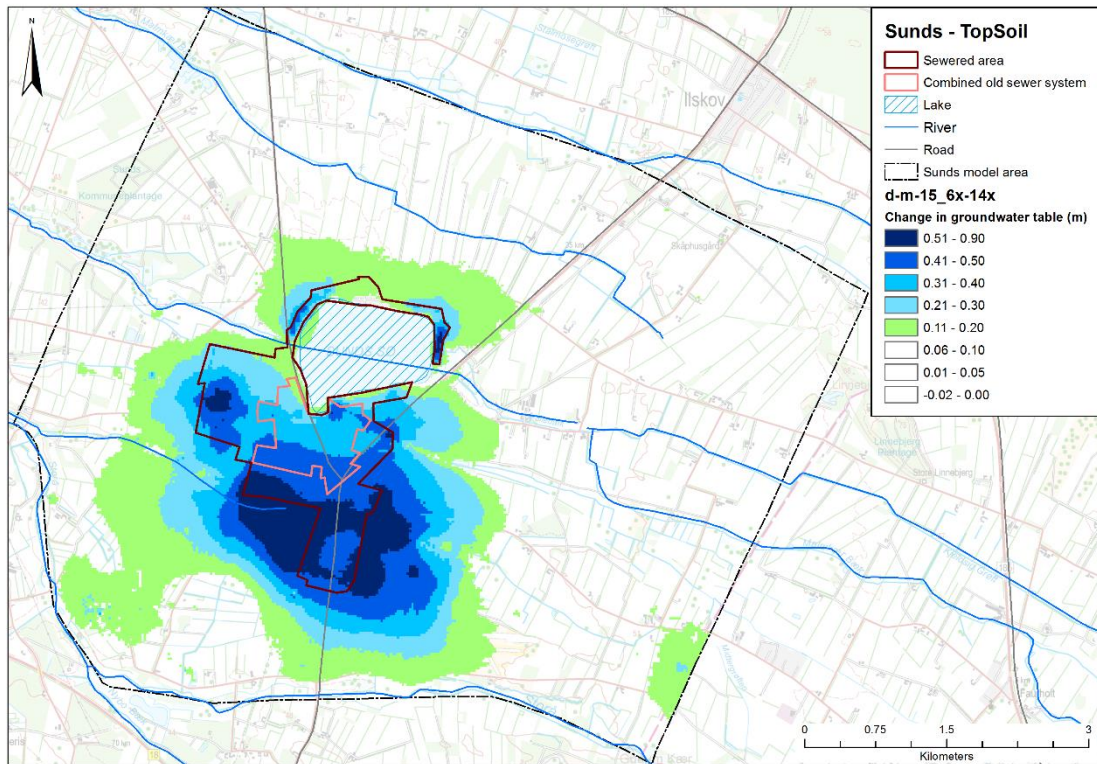 N
Ilskov
Skåphusgård
Sunds - TopSoil
Sewered area
Combined old sewer system
Lake
River
Road
Sunds model area
d-m-15_6x-14x
Change in groundwater table (m)
0.51 - 0.90
0.41 - 0.50
0.31 - 0.40
0.21 - 0.30
0.11 - 0.20
0.06 - 0.10
0.01 - 0.05
-0.02 - 0.00
Store Linnebjerg
0 0.75 1.5 3
Kilometers